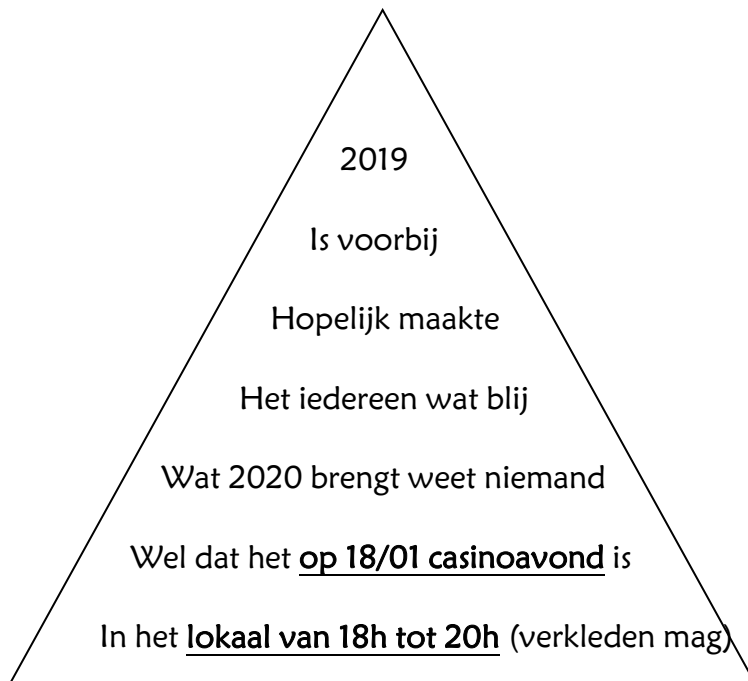 2019
Is voorbij
Hopelijk maakte
Het iedereen wat blij
Wat 2020 brengt weet niemand
Wel dat het op 18/01 casinoavond is
In het lokaal van 18h tot 20h (verkleden mag)